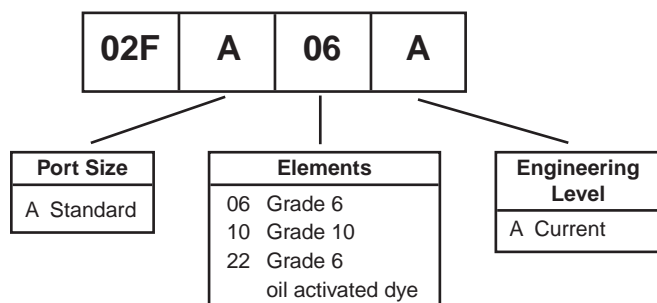 02F A 06 A
Port Size
A Standard
Elements
06 Grade 6
10 Grade 10
22 Grade 6
oil activated dye
Engineering
Level
A Current